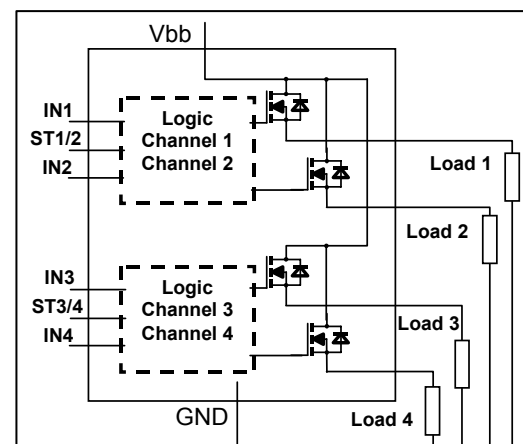 Vbb
IN1
ST1/2
IN2
Logic
Channel 1
Channel 2
Load 1
Load 2
IN3
ST3/4
IN4
Logic
Channel 3
Channel 4
Load 3
Load 4
GND